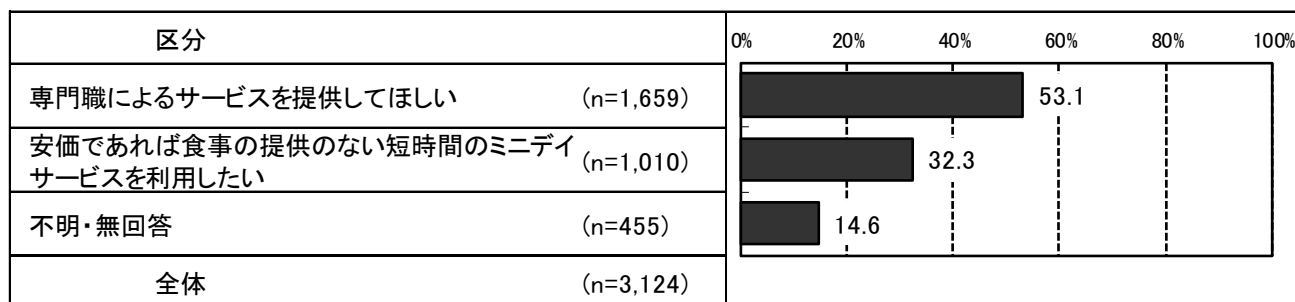 区分
0% 20% 40% 60% 80% 100%
専門職によるサービスを提供してほしい (n=1,659) 53.1
安価であれば食事の提供のない短時間のミニデイ
サービスを利用したい (n=1,010) 32.3
不明・無回答 (n=455) 14.6
全体 (n=3,124)